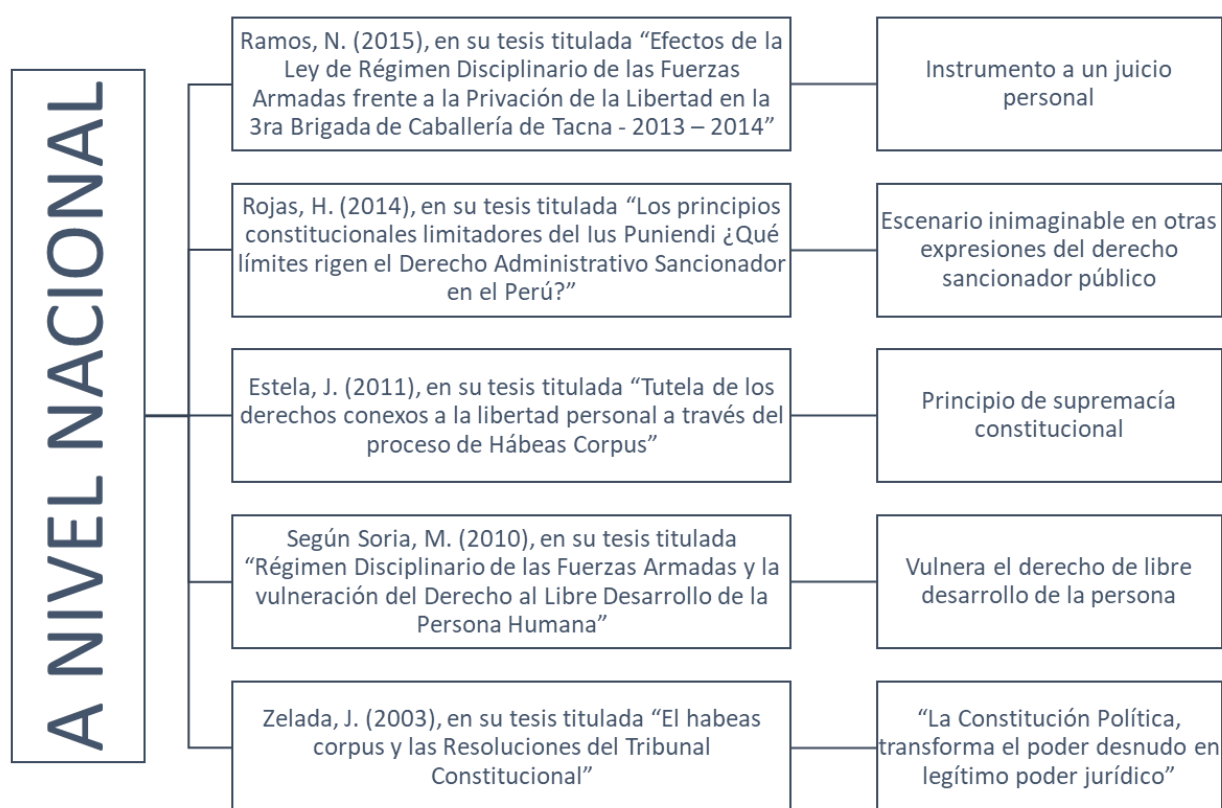 A NIVEL NACIONAL
Ramos, N. (2015), en su tesis titulada “Efectos de la
Ley de Régimen Disciplinario de las Fuerzas
Armadas frente a la Privación de la Libertad en la
3ra Brigada de Caballería de Tacna - 2013 – 2014”
Instrumento a un juicio
personal
Rojas, H. (2014), en su tesis titulada “Los principios
constitucionales limitadores del Ius Puniendi ¿Qué
límites rigen el Derecho Administrativo Sancionador
en el Perú?”
Escenario inimaginable en otras
expresiones del derecho
sancionador público
Estela, J. (2011), en su tesis titulada “Tutela de los
derechos conexos a la libertad personal a través del
proceso de Hábeas Corpus”
Principio de supremacía
constitucional
Según Soria, M. (2010), en su tesis titulada
“Régimen Disciplinario de las Fuerzas Armadas y la
vulneración del Derecho al Libre Desarrollo de la
Persona Humana”
Vulnera el derecho de libre
desarrollo de la persona
Zelada, J. (2003), en su tesis titulada “El habeas
corpus y las Resoluciones del Tribunal
Constitucional”
“La Constitución Política,
transforma el poder desnudo en
legítimo poder jurídico”